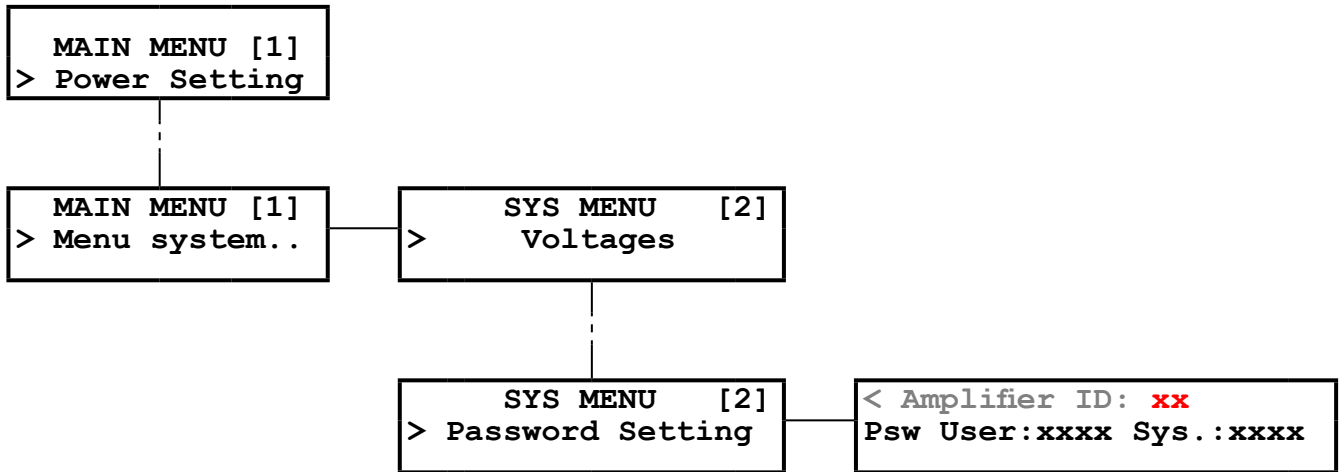 MAIN MENU [1]
> Power Setting
MAIN MENU [1]
> Menu system..
SYS MENU [2]
> Voltages
SYS MENU [2]
> Password Setting
< Amplifier ID: xx
Psw User:xxxx Sys.:xxxx